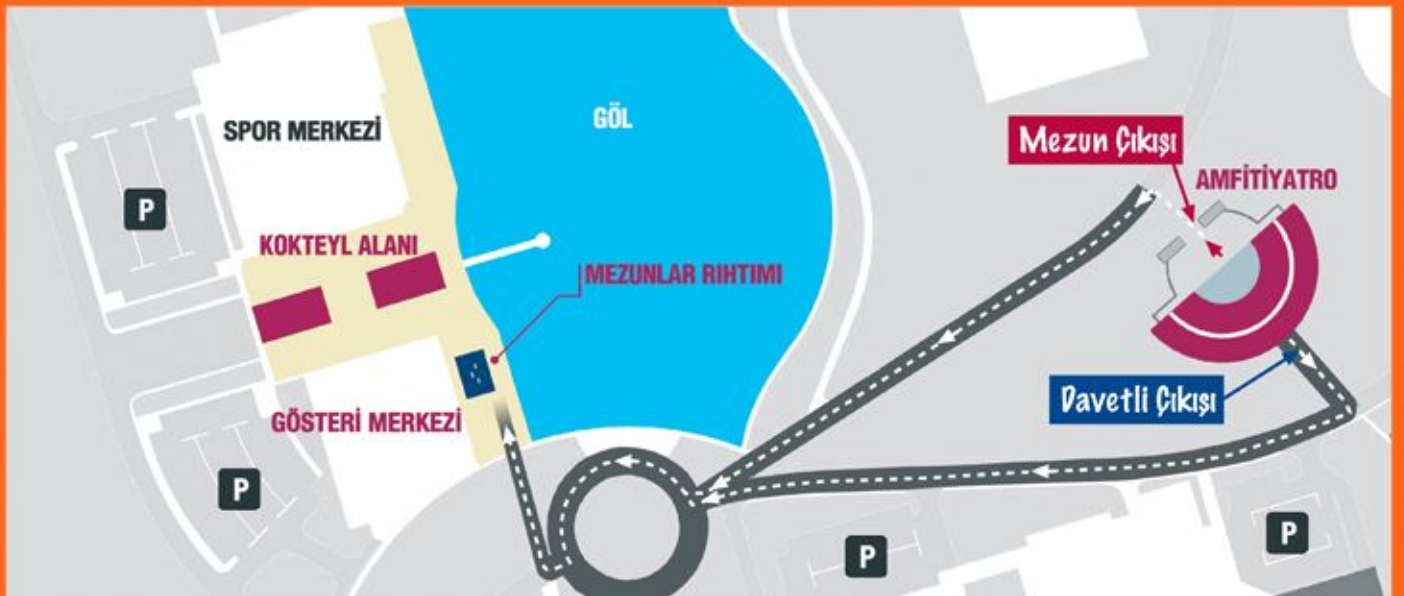 SPOR MERKEZİ
GÖL
Mezun Çıkışı
AMFİTİYATRO
P
KOKTEYL ALANI
MEZUNLAR RIHTIMI
Davetli Çıkışı
GÖSTERİ MERKEZİ
P
P
P